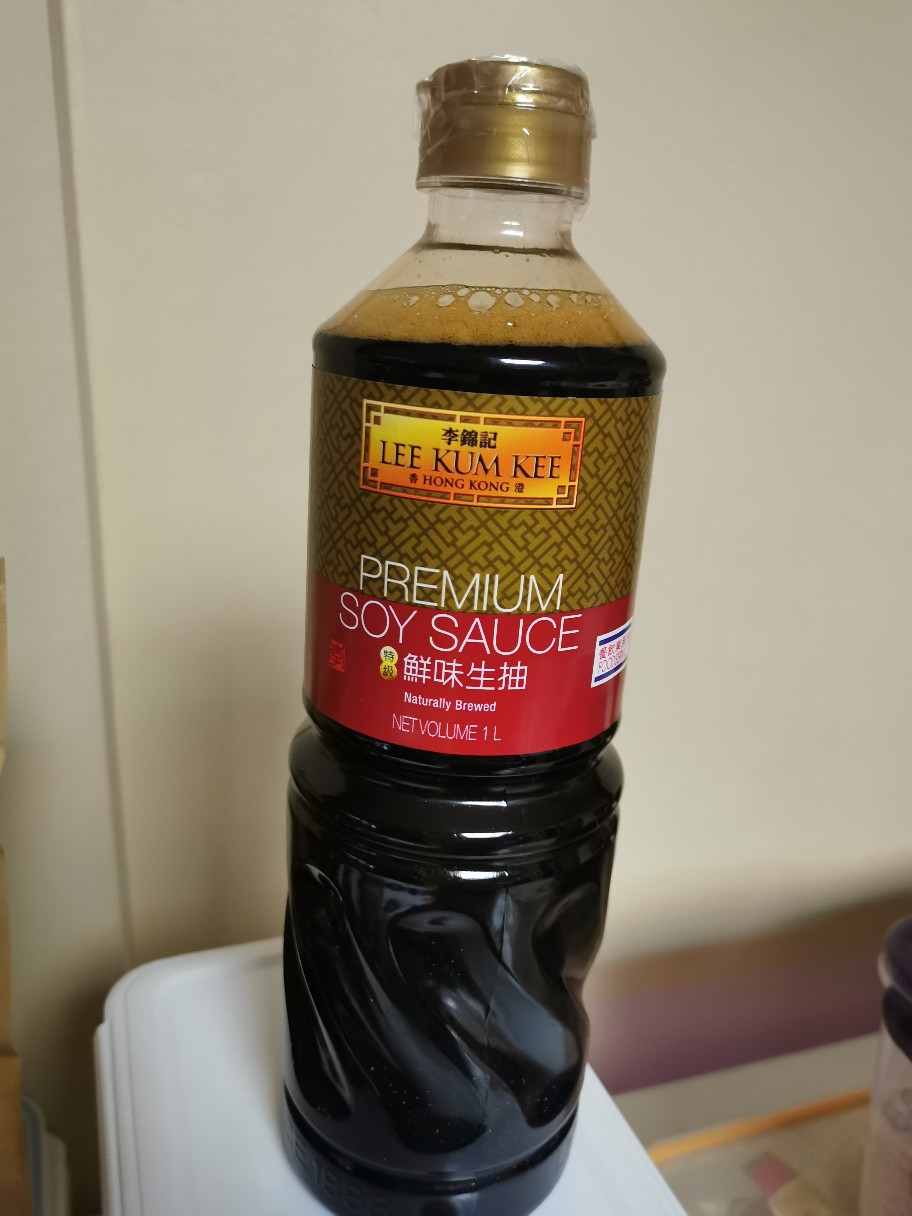 李錦記
LEE KUM KEE
香 HONG KONG 港
PREMIUM
SOY SAUCE
特級 鮮味生抽
Naturally Brewed
NET VOLUME 1 L